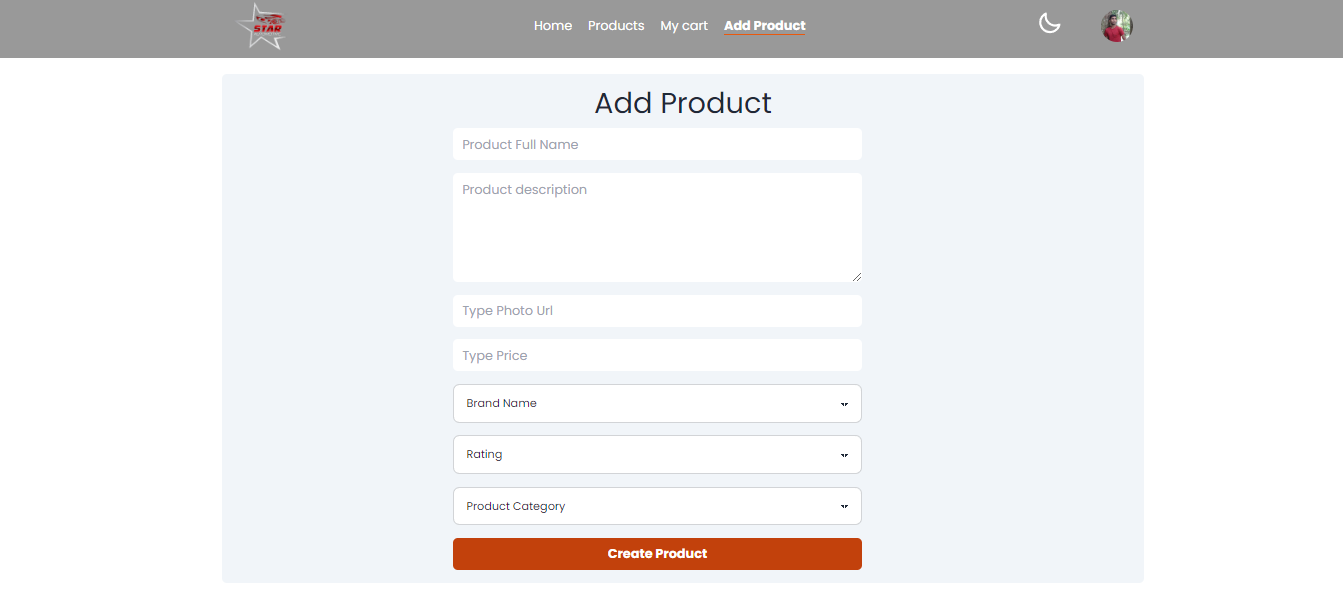 STAR
Home Products My cart Add Product
Add Product
Product Full Name
Product description
Type Photo Url
Type Price
Brand Name
Rating
Product Category
Create Product